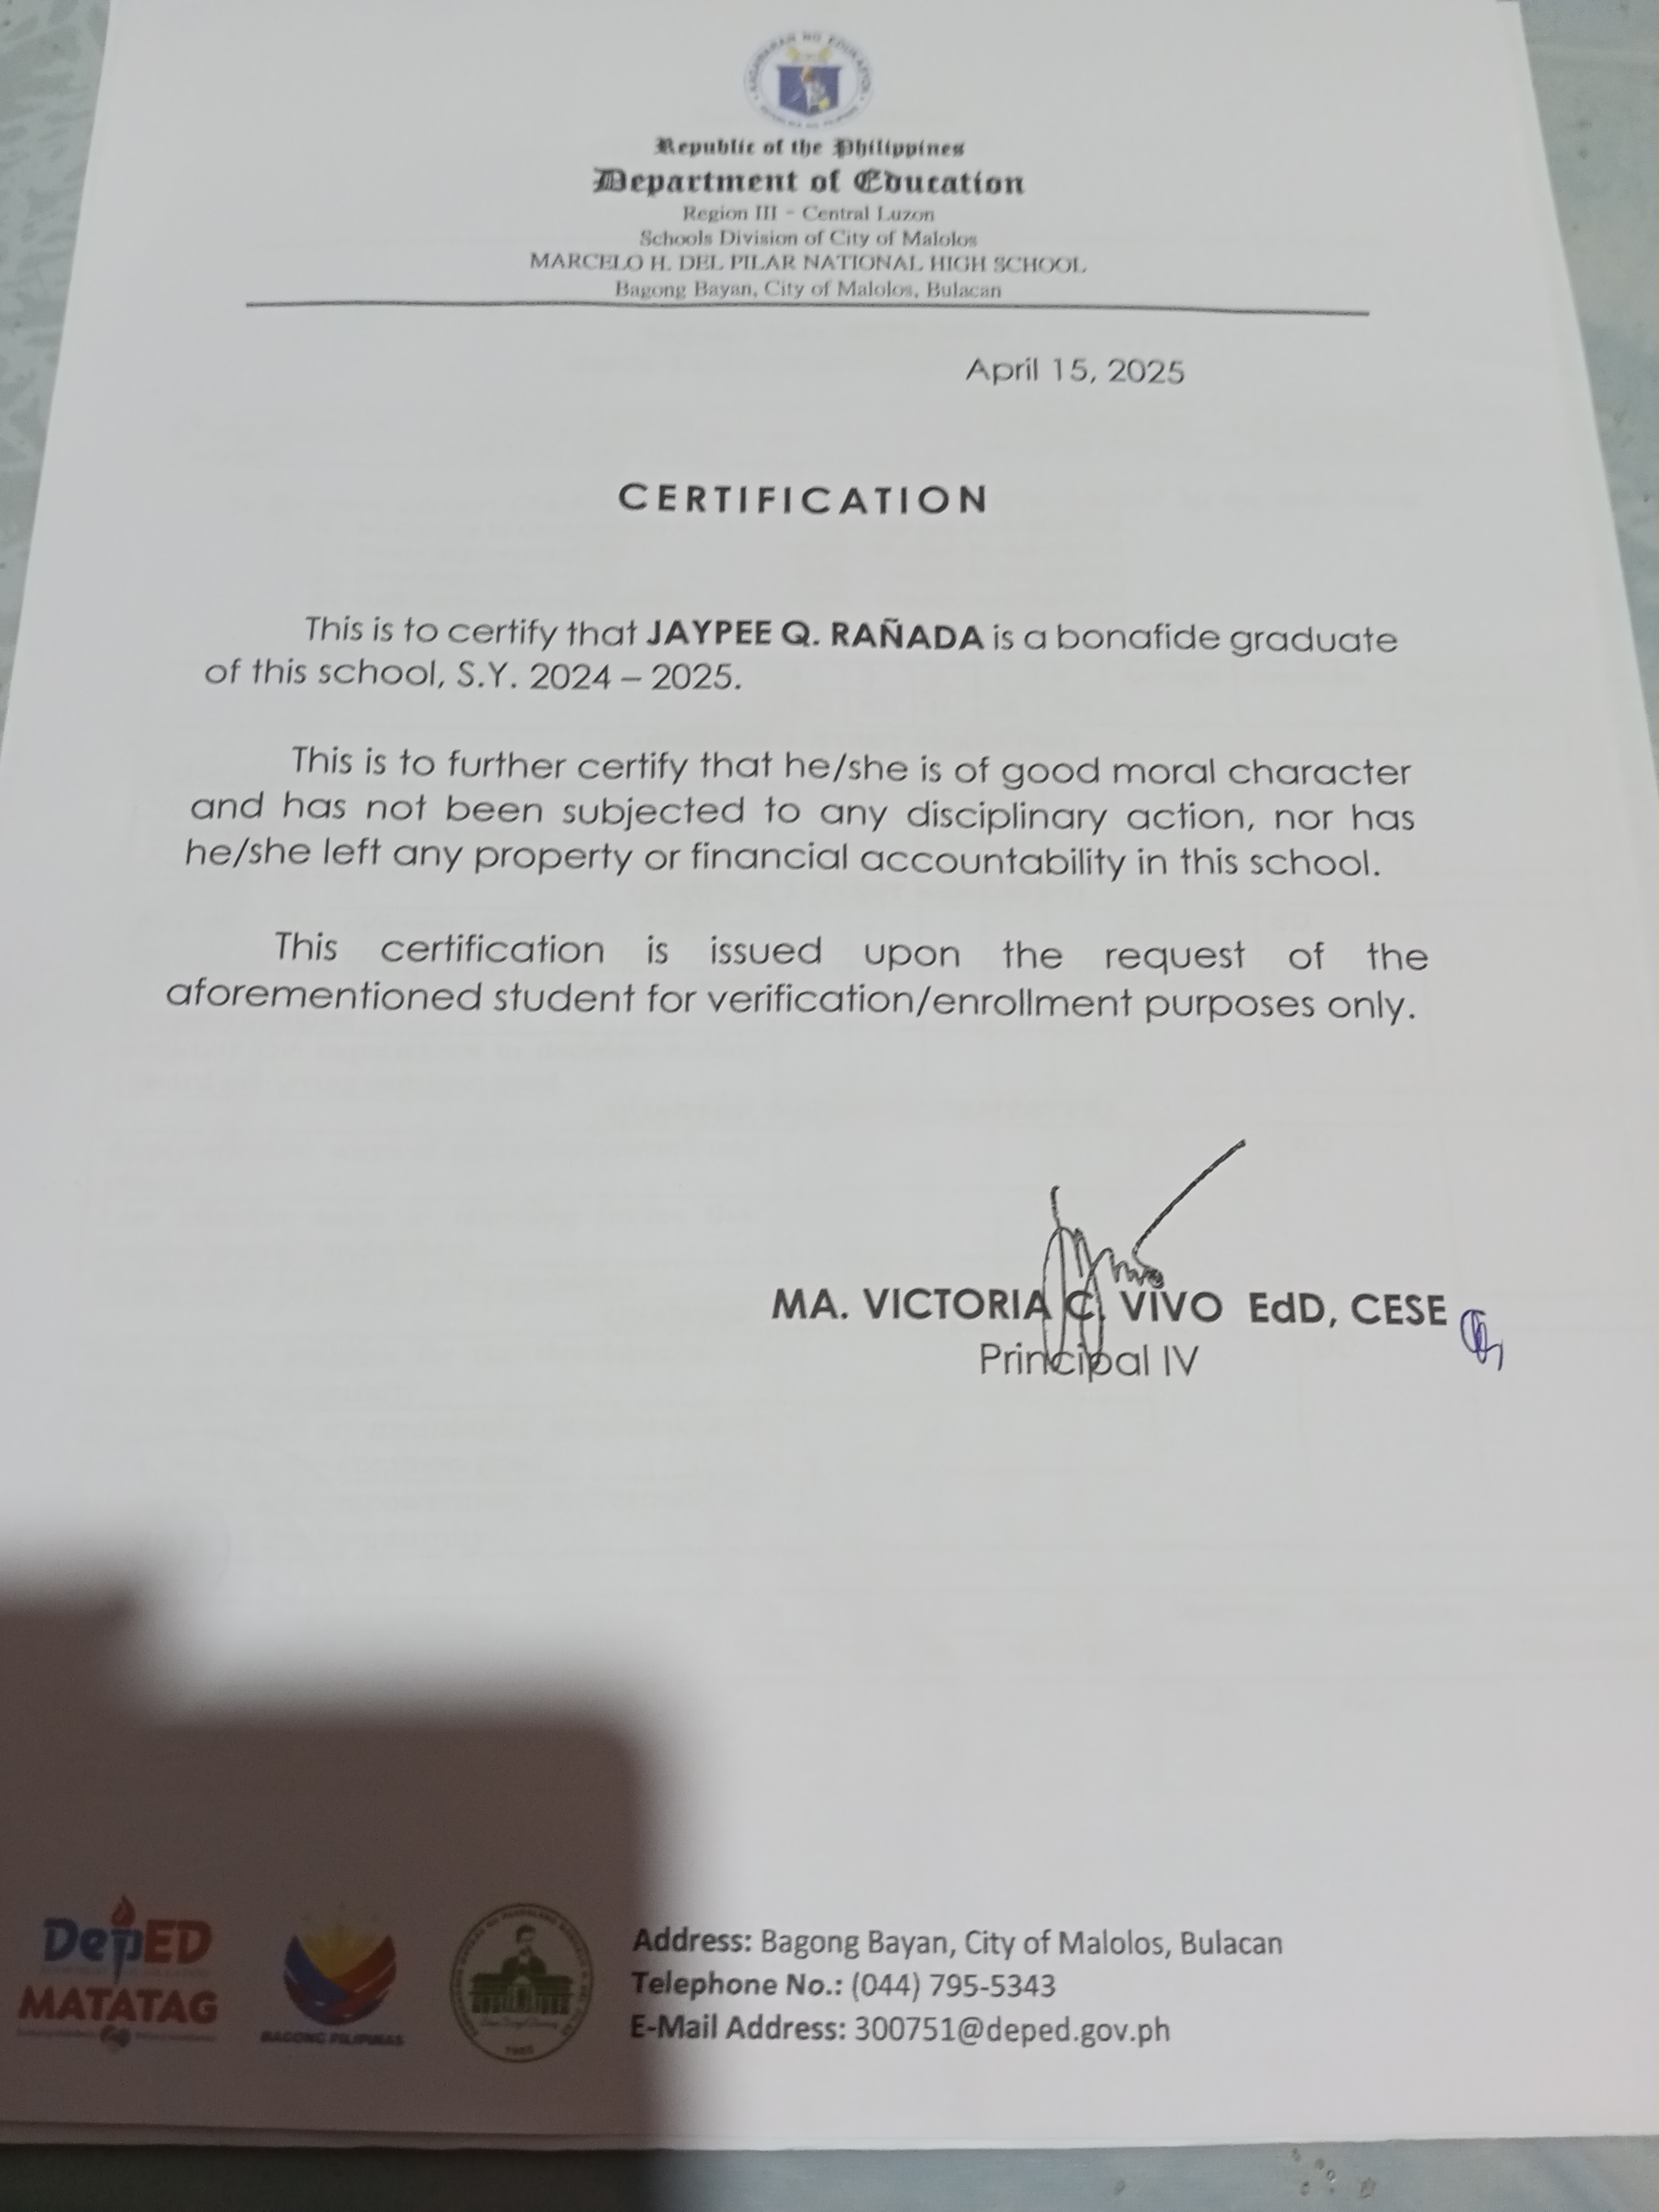 Republic of the Philippines
Department of Education
Region III - Central Luzon
Schools Division of City of Malolos
MARCELO H. DEL PILAR NATIONAL HIGH SCHOOL
Bagong Bayan, City of Malolos, Bulacan
April 15, 2025
CERTIFICATION
This is to certify that JAYPEE Q. RAÑADA is a bonafide graduate
of this school, S.Y. 2024 – 2025.
This is to further certify that he/she is of good moral character
and has not been subjected to any disciplinary action, nor has
he/she left any property or financial accountability in this school.
This certification is issued upon the request of the
aforementioned student for verification/enrollment purposes only.
MA. VICTORIA C. VIVO EdD, CESE
Principal IV
DepED
MATATAG
BAGONG PILIPINAS
Address: Bagong Bayan, City of Malolos, Bulacan
Telephone No.: (044) 795-5343
E-Mail Address: 300751@deped.gov.ph